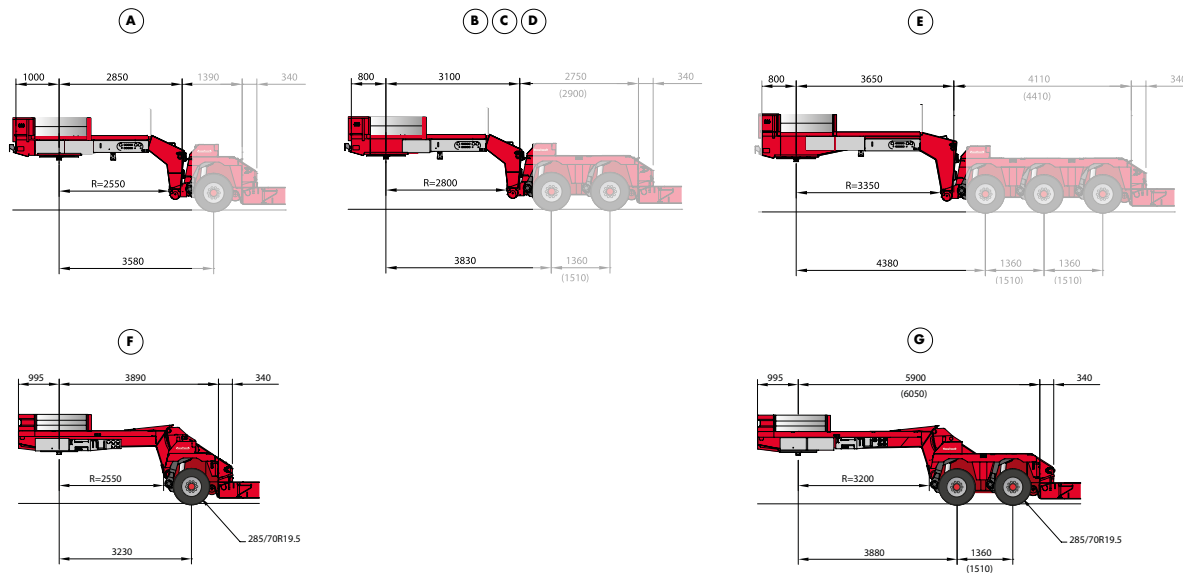 A
B C D
E
1000 2850 1390 340
800 3100 2750 340
(2900)
800 3650 4110 340
(4410)
R=2550
R=2800
R=3350
3580
3830 1360
(1510)
4380 1360 1360
(1510) (1510)
F
G
995 3890 340
995 5900 340
(6050)
R=2550
R=3200
285/70R19.5
285/70R19.5
3230
3880 1360
(1510)